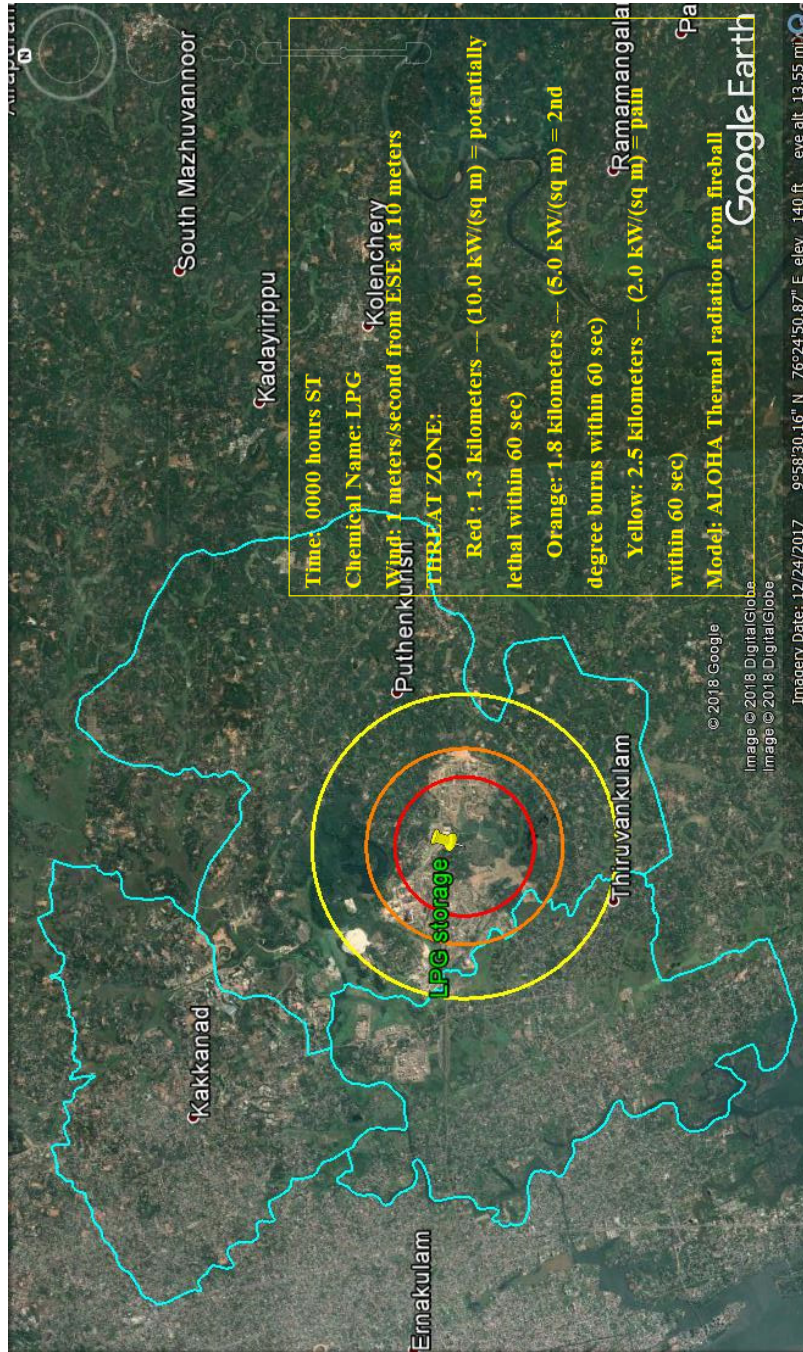 South Mazhuvannoor
Kadayirippu
Kolenchery
Ramamangala
Pa
Kakkanad
Puthenkurish
LPG storage
Ernakulam
Thiruvankulam
N
Time: 0000 hours ST
Chemical Name: LPG
Wind: 1 meters/second from ESE at 10 meters
THREAT ZONE:
Red : 1.3 kilometers --- (10.0 kW/(sq m) = potentially
lethal within 60 sec)
Orange: 1.8 kilometers --- (5.0 kW/(sq m) = 2nd
degree burns within 60 sec)
Yellow: 2.5 kilometers --- (2.0 kW/(sq m) = pain
within 60 sec)
Model: ALOHA Thermal radiation from fireball
© 2018 Google
Image © 2018 DigitalGlobe
Image © 2018 DigitalGlobe
Google Earth
Imagery Date: 12/24/2017 9°58'30.16" N 76°24'50.87" E elev 140 ft eye alt 13.55 mi